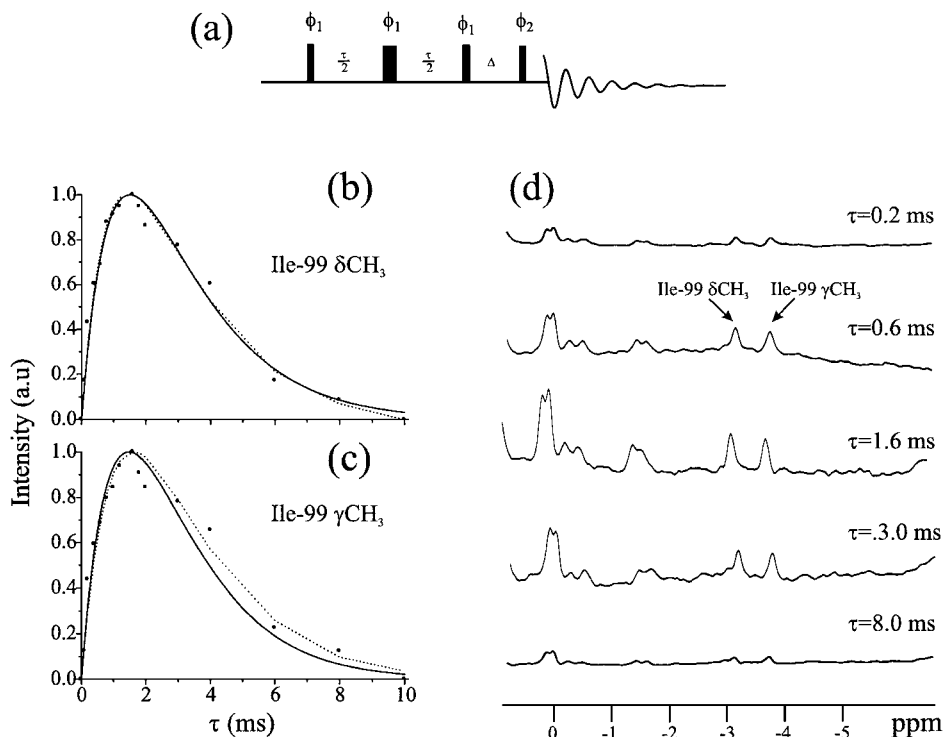 (a)
ϕ1 ϕ1 ϕ1 ϕ2
τ/2 τ/2 Δ
(b)
Ile-99 δCH3
1.0
0.8
0.6
0.4
0.2
0.0
(c)
Ile-99 γCH3
1.0
0.8
0.6
0.4
0.2
0.0
Intensity (a.u)
0 2 4 6 8 10
τ (ms)
(d)
τ=0.2 ms
Ile-99 δCH3
Ile-99 γCH3
τ=0.6 ms
τ=1.6 ms
τ=.3.0 ms
τ=8.0 ms
0 -1 -2 -3 -4 -5 ppm